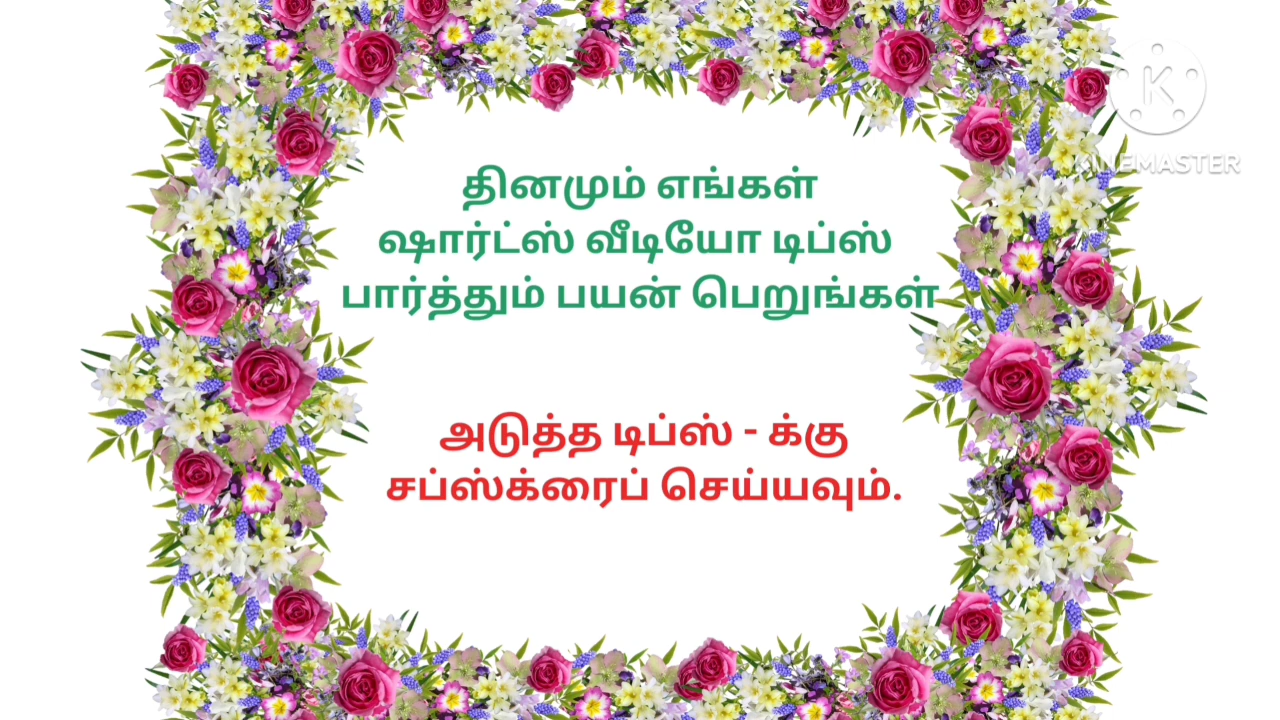 KINEMASTER
தினமும் எங்கள்
ஷார்ட்ஸ் வீடியோ டிப்ஸ்
பார்த்தும் பயன் பெறுங்கள்
அடுத்த டிப்ஸ் - க்கு
சப்ஸ்க்ரைப் செய்யவும்.